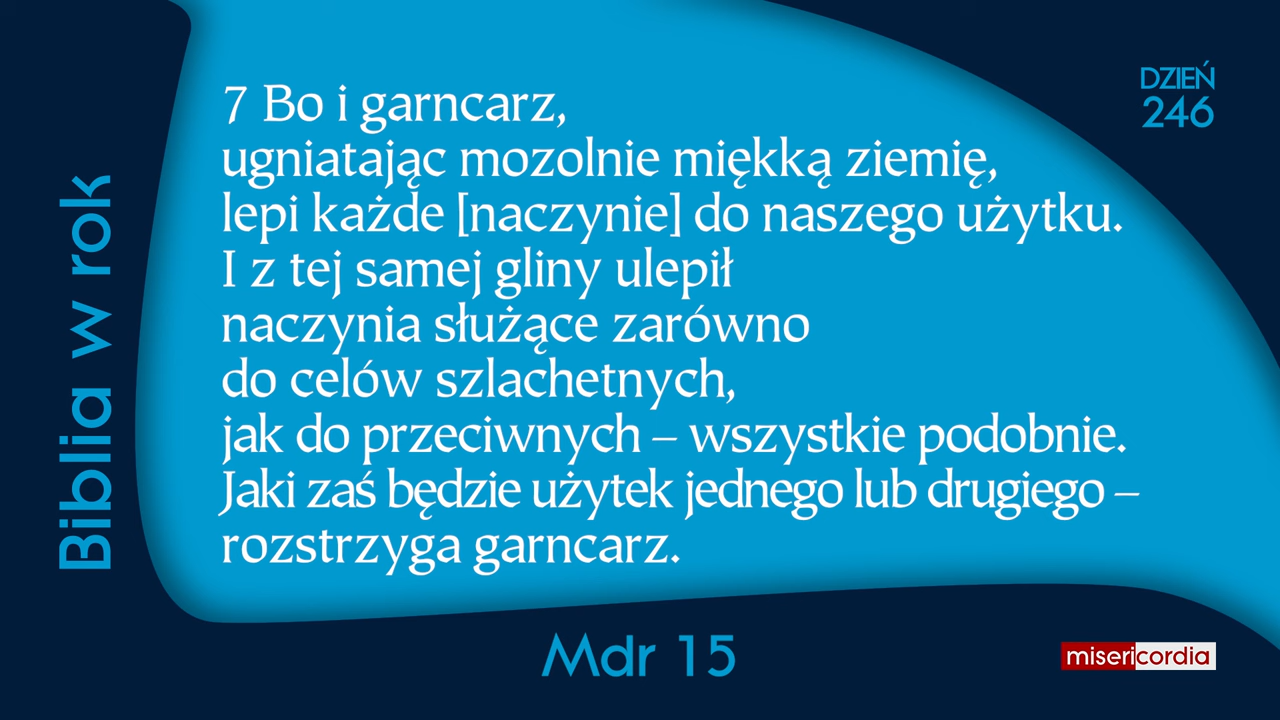 DZIEŃ
246
7 Bo i garncarz,
ugniatając mozolnie miękką ziemię,
lepi każde [naczynie] do naszego użytku.
I z tej samej gliny ulepił
naczynia służące zarówno
do celów szlachetnych,
jak do przeciwnych – wszystkie podobnie.
Jaki zaś będzie użytek jednego lub drugiego –
rozstrzyga garncarz.
Biblia w rok
Mdr 15
misericordia